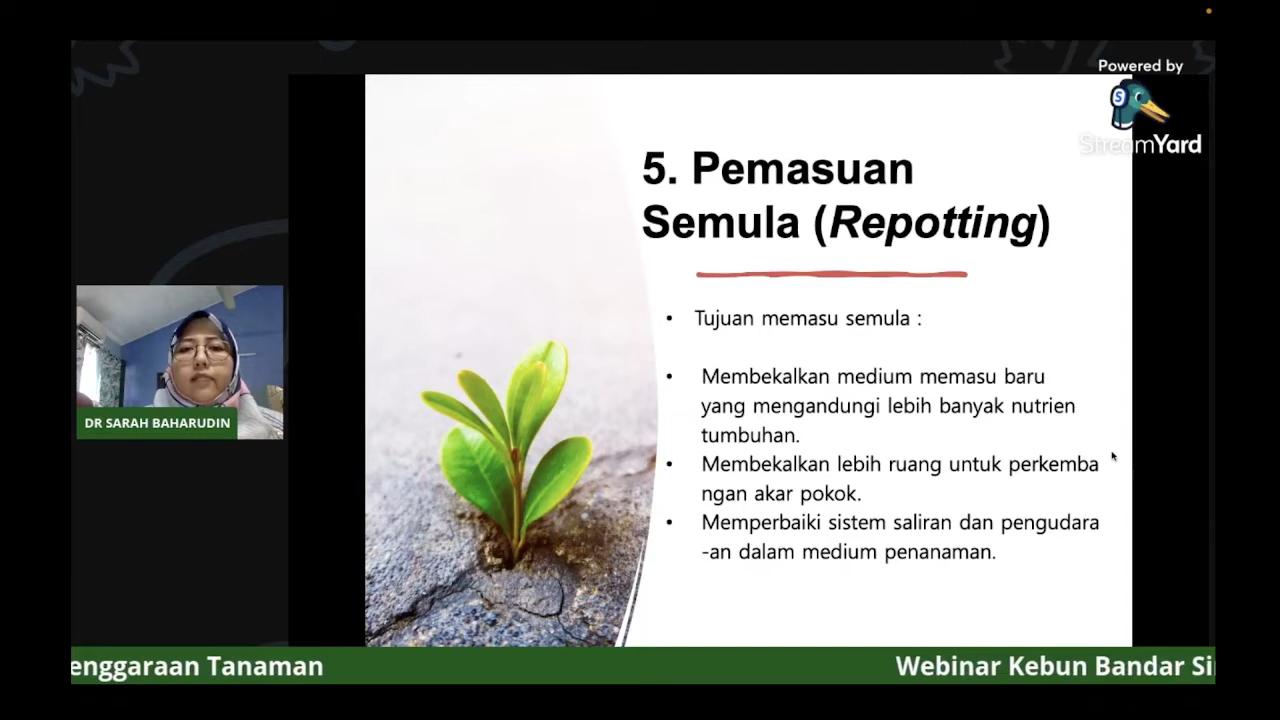 Powered by
StreamYard
5. Pemasuan
Semula (Repotting)
• Tujuan memasu semula :
• Membekalkan medium memasu baru
yang mengandungi lebih banyak nutrien
tumbuhan.
• Membekalkan lebih ruang untuk perkemba
ngan akar pokok.
• Memperbaiki sistem saliran dan pengudara
-an dalam medium penanaman.
DR SARAH BAHARUDIN
enggaraan Tanaman
Webinar Kebun Bandar Si